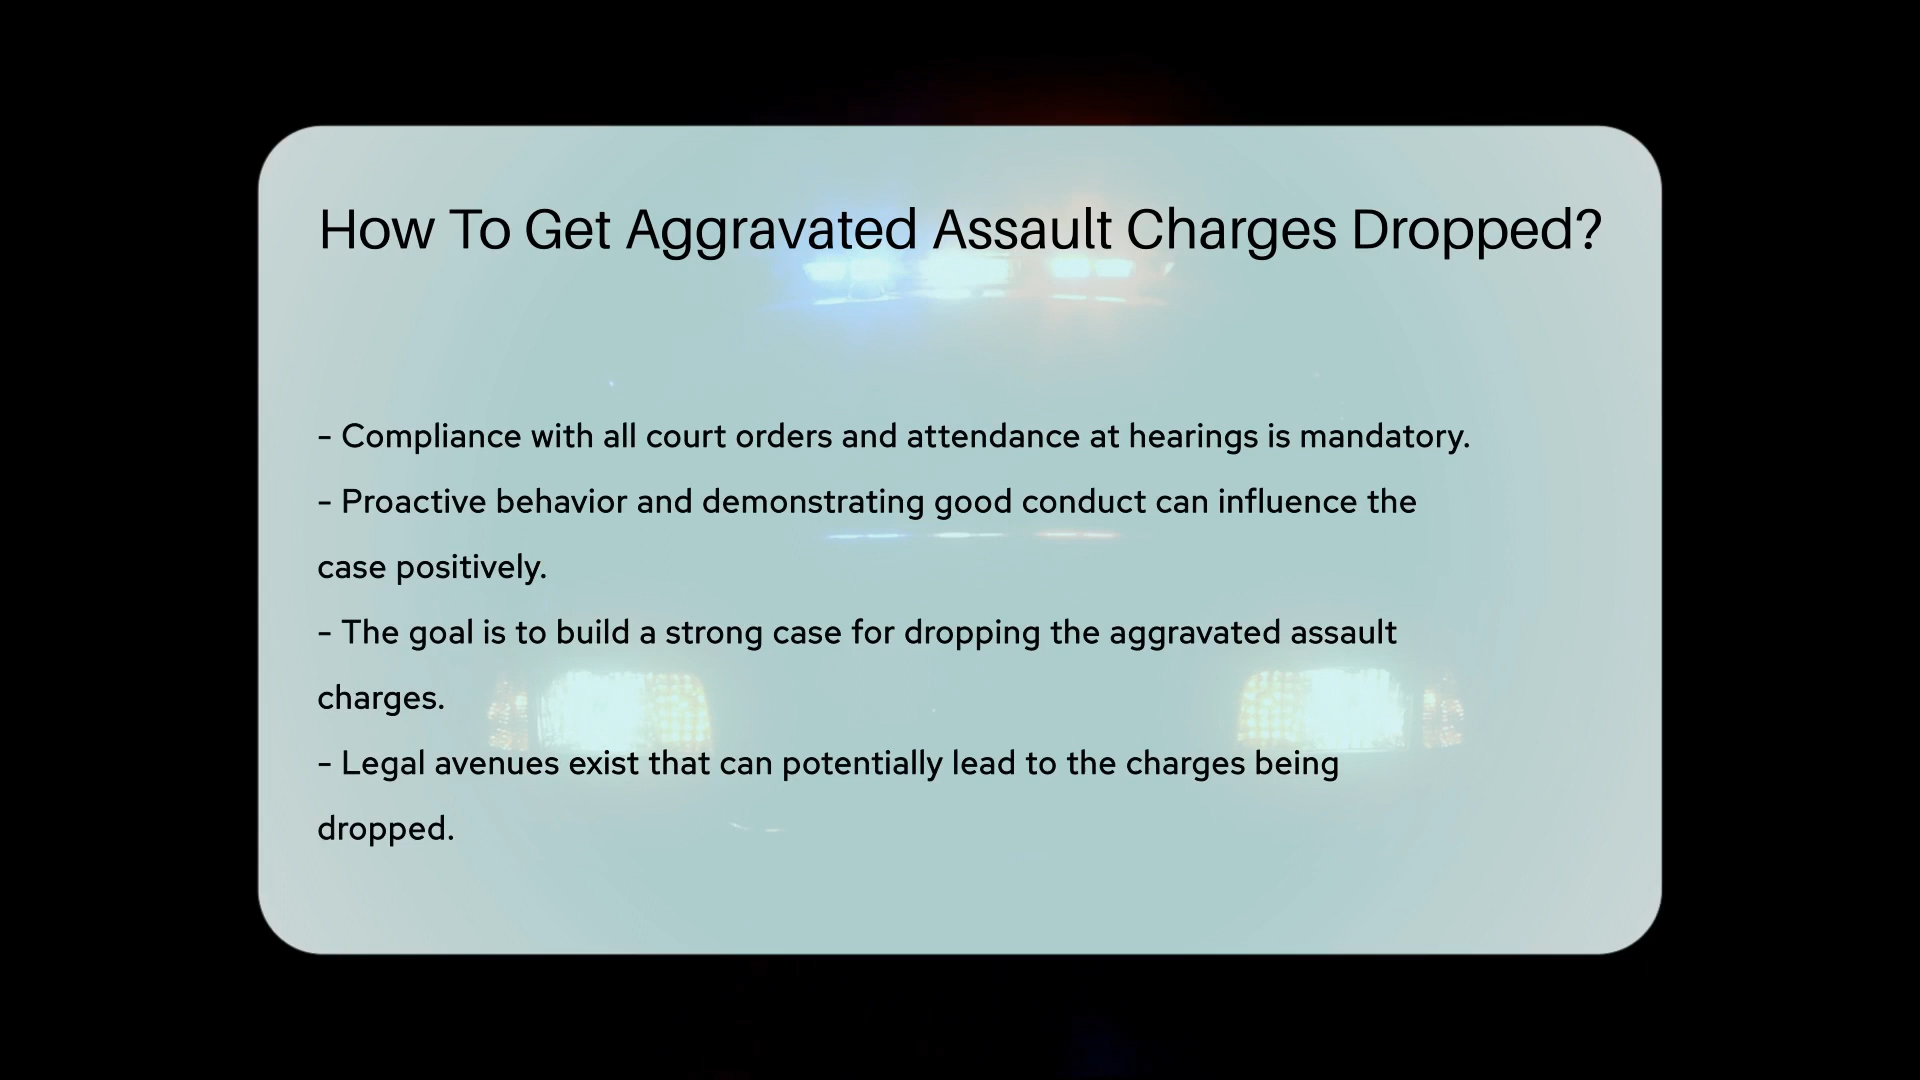 How To Get Aggravated Assault Charges Dropped?
- Compliance with all court orders and attendance at hearings is mandatory.
- Proactive behavior and demonstrating good conduct can influence the
case positively.
- The goal is to build a strong case for dropping the aggravated assault
charges.
- Legal avenues exist that can potentially lead to the charges being
dropped.